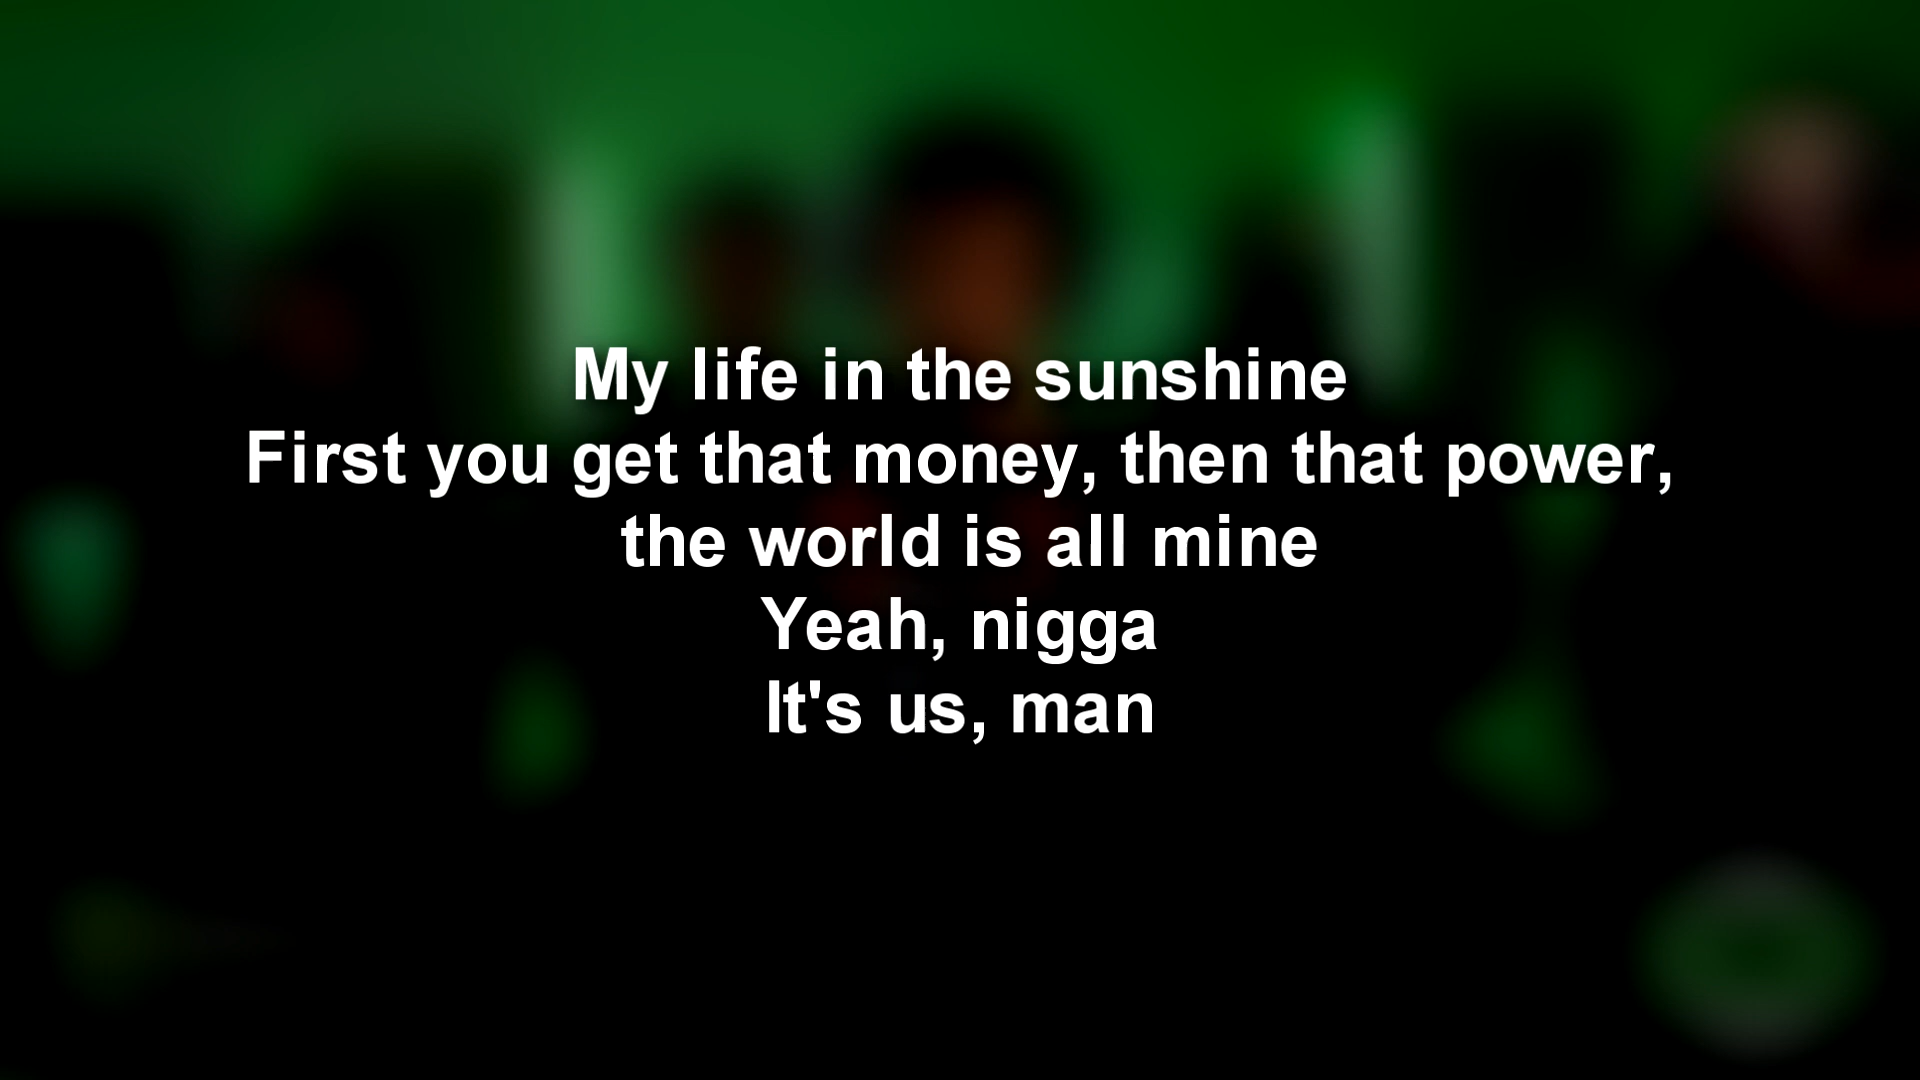 My life in the sunshine
First you get that money, then that power,
the world is all mine
Yeah, nigga
It's us, man